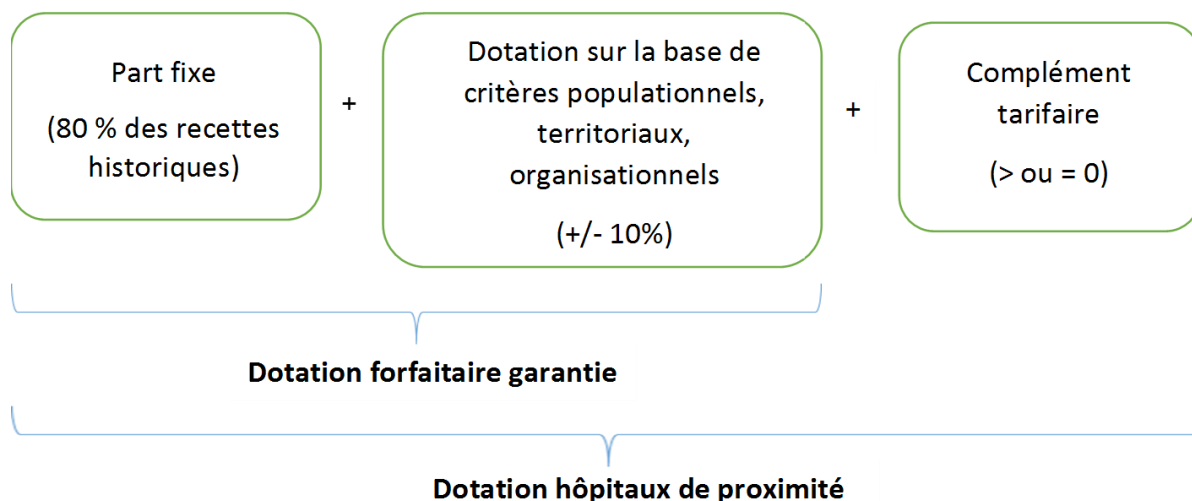 Part fixe
(80 % des recettes
historiques)
+
Dotation sur la base de
critères populationnels,
territoriaux,
organisationnels
(+/- 10%)
+
Complément
tarifaire
(> ou = 0)
Dotation forfaitaire garantie
Dotation hôpitaux de proximité